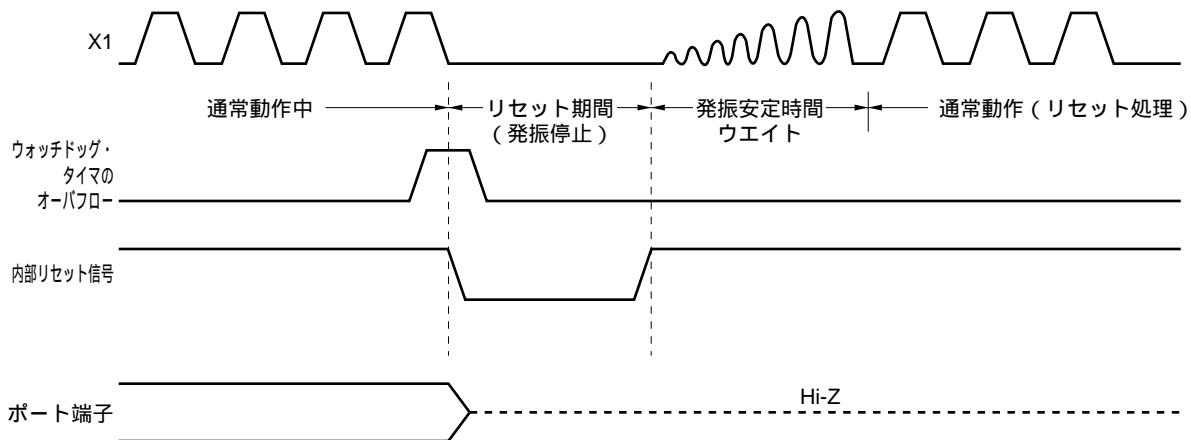 X1
通常動作中
リセット期間
(発振停止)
発振安定時間
ウエイト
通常動作(リセット処理)
ウォッチドッグ・
タイマの
オーバフロー
内部リセット信号
ポート端子
Hi-Z